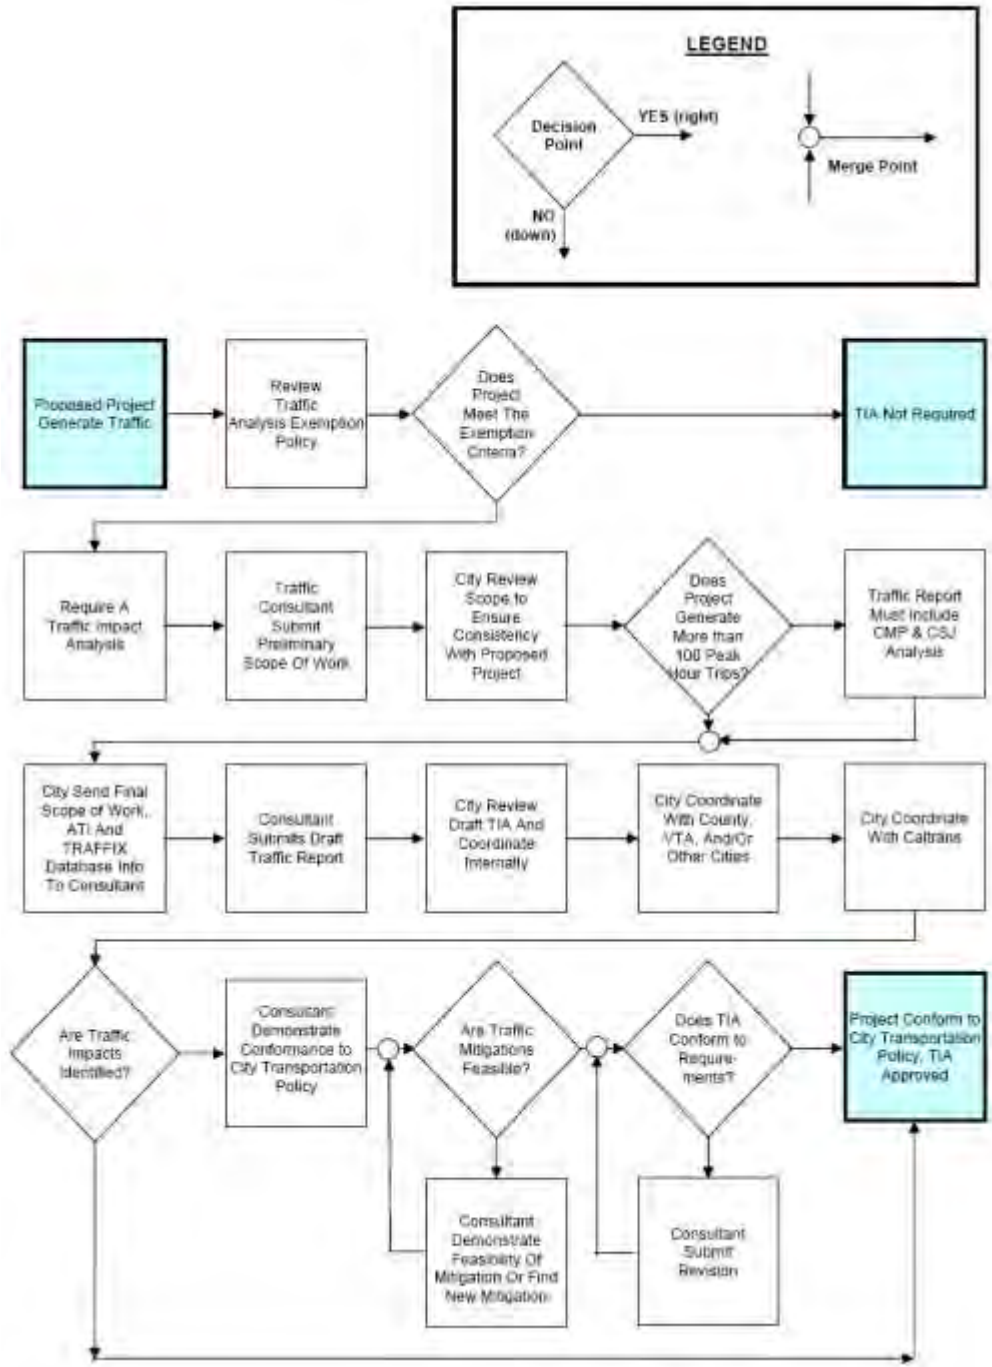 LEGEND
Decision
Point
YES (right)
NO
(down)
Merge Point
Proposed Project
Generate Traffic
Review
Traffic
Analysis Exemption
Policy
Does
Project
Meet The
Exemption
Criteria?
TIA Not Required
Require A
Traffic Impact
Analysis
Traffic
Consultant
Submit
Preliminary
Scope Of Work
City Review
Scope to
Ensure
Consistency
With Proposed
Project
Does
Project
Generate
More than
100 Peak
Hour Trips?
Traffic Report
Must Include
CMP & CSJ
Analysis
City Send Final
Scope of Work,
ATI And
TRAFFIX
Database Info
To Consultant
Consultant
Submits Draft
Traffic Report
City Review
Draft TIA And
Coordinate
Internally
City Coordinate
With County,
VTA, And/Or
Other Cities
City Coordinate
With Caltrans
Are Traffic
Impacts
Identified?
Consultant
Demonstrate
Conformance to
City Transportation
Policy
Are Traffic
Mitigations
Feasible?
Does TIA
Conform to
Require-
ments?
Project Conform to
City Transportation
Policy, TIA
Approved
Consultant
Demonstrate
Feasibility Of
Mitigation Or Find
New Mitigation
Consultant
Submit
Revision